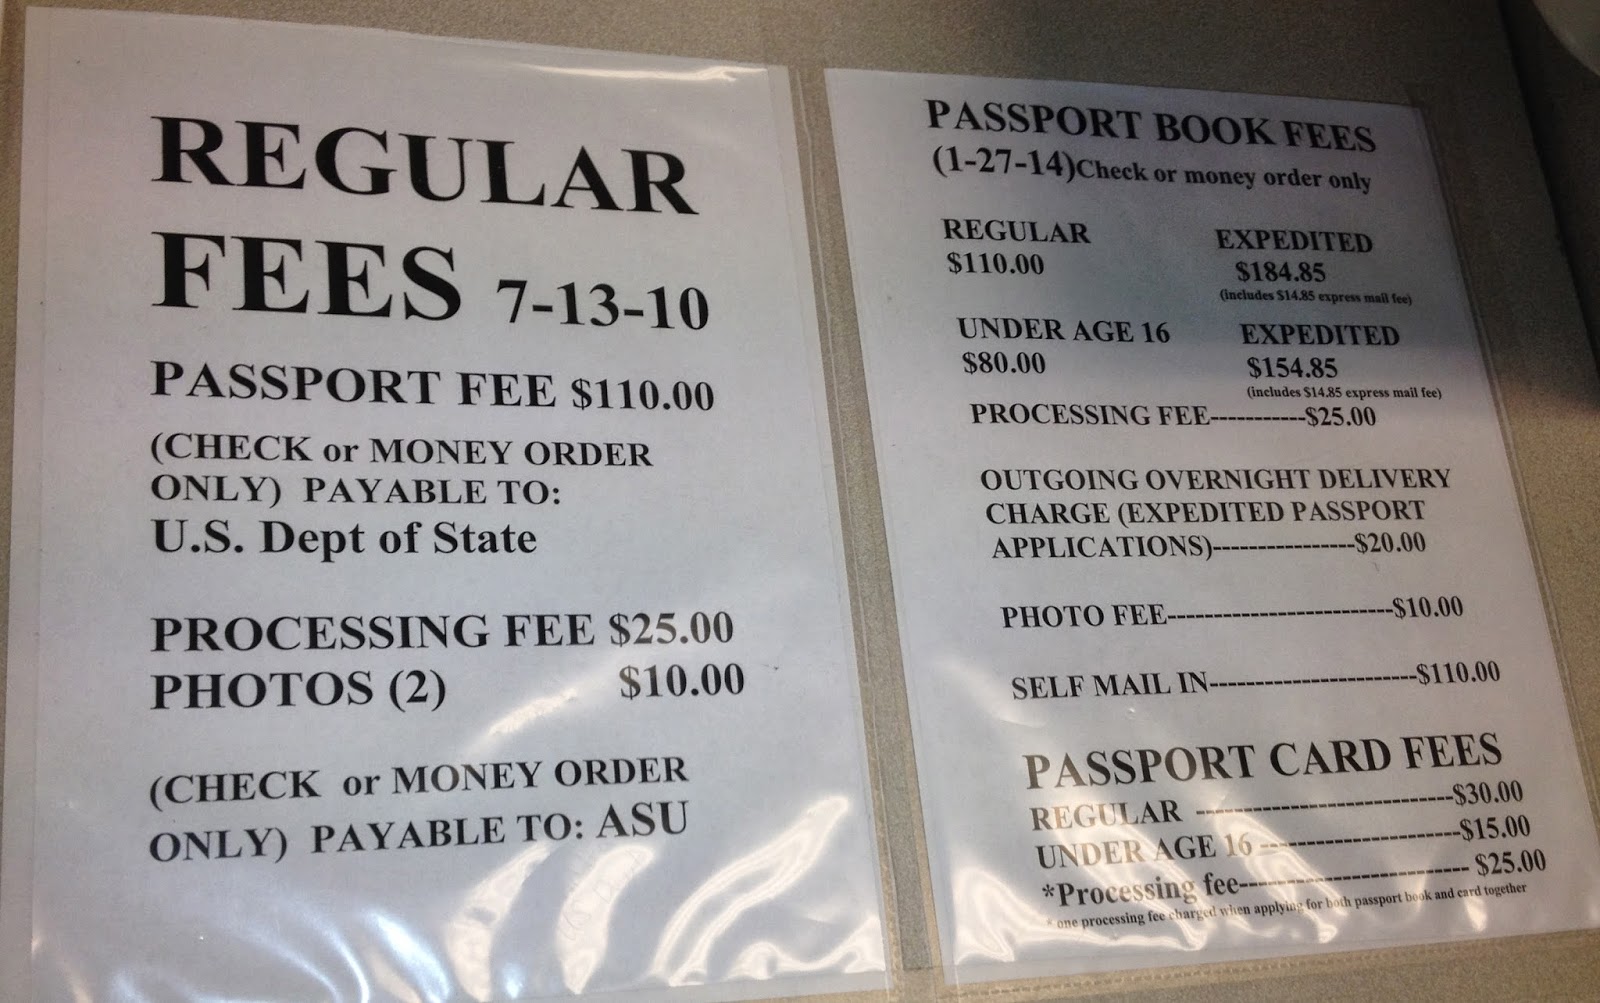 REGULAR
FEES 7-13-10
PASSPORT FEE $110.00
(CHECK or MONEY ORDER
ONLY) PAYABLE TO:
U.S. Dept of State
PROCESSING FEE $25.00
PHOTOS (2) $10.00
(CHECK or MONEY ORDER
ONLY) PAYABLE TO: ASU
PASSPORT BOOK FEES
(1-27-14)Check or money order only
REGULAR EXPEDITED
$110.00 $184.85
(includes $14.85 express mail fee)
UNDER AGE 16 EXPEDITED
$80.00 $154.85
(includes $14.85 express mail fee)
PROCESSING FEE-----------$25.00
OUTGOING OVERNIGHT DELIVERY
CHARGE (EXPEDITED PASSPORT
APPLICATIONS)----------------$20.00
PHOTO FEE-------------------------$10.00
SELF MAIL IN-----------------------$110.00
PASSPORT CARD FEES
REGULAR ----------------------------$30.00
UNDER AGE 16 ----------------------$15.00
*Processing fee------------------------- $25.00
* one processing fee charged when applying for both passport book and card together